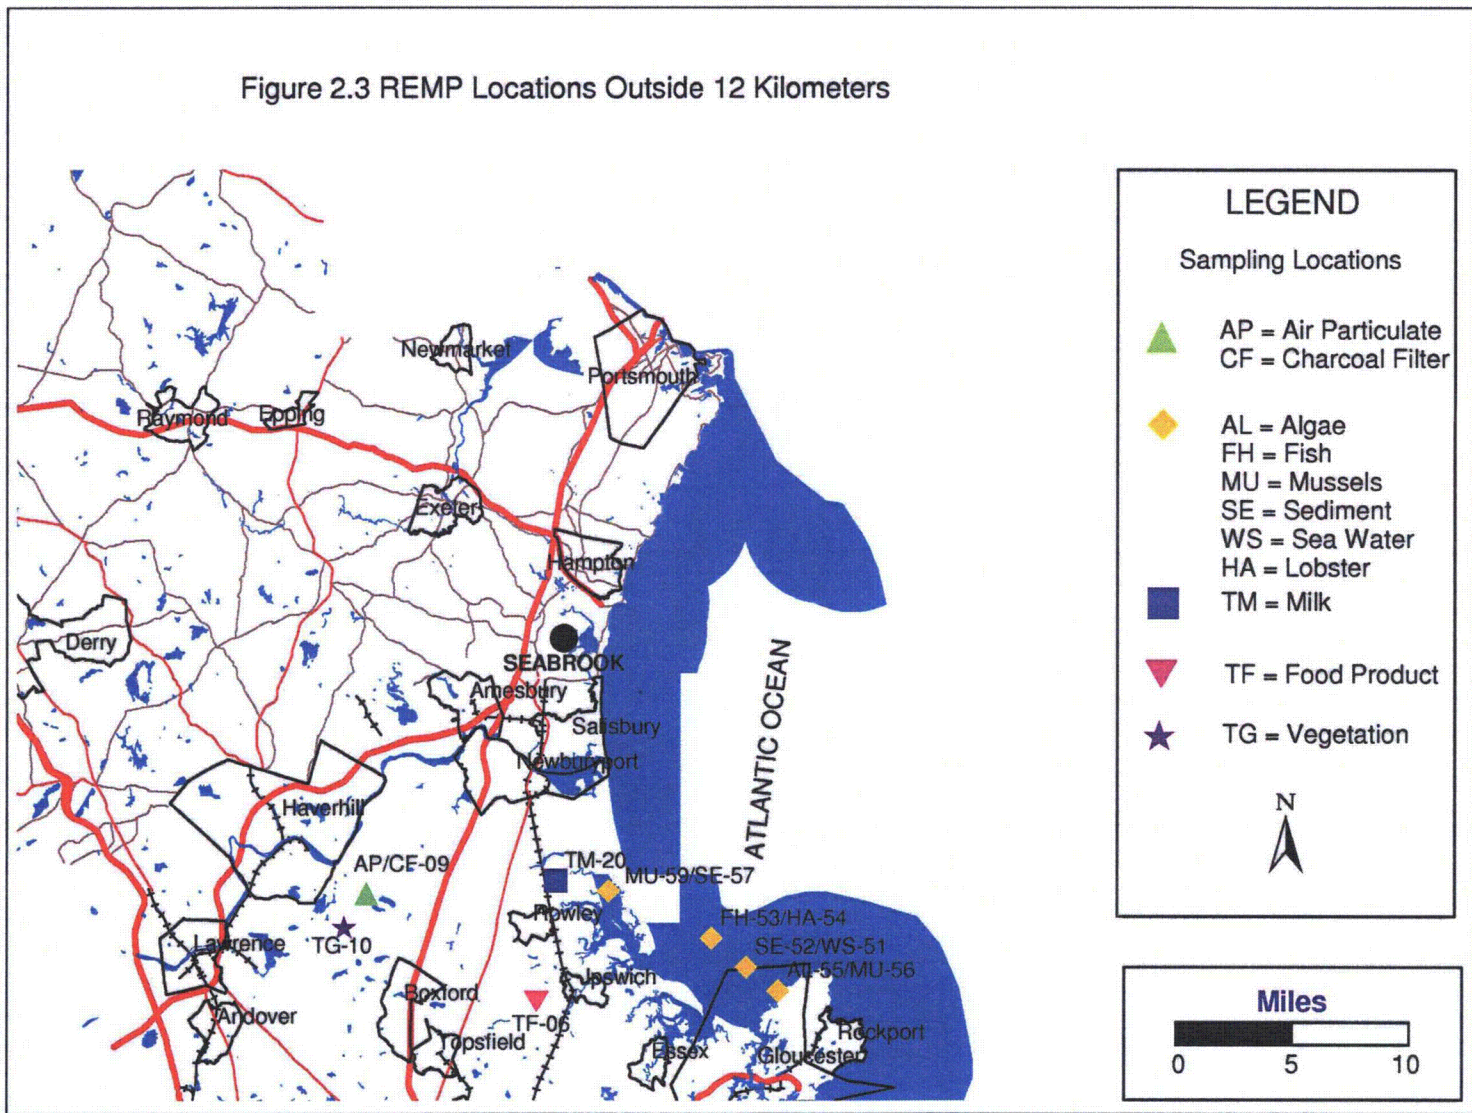 Figure 2.3 REMP Locations Outside 12 Kilometers
LEGEND
Sampling Locations
AP = Air Particulate
CF = Charcoal Filter
AL = Algae
FH = Fish
MU = Mussels
SE = Sediment
WS = Sea Water
HA = Lobster
TM = Milk
TF = Food Product
TG = Vegetation
N
Miles
0 5 10
Newmarket
Portsmouth
Raymond
Epping
Exeter
Hampton
Derry
SEABROOK
Amesbury
Salisbury
Newburyport
ATLANTIC OCEAN
Haverhill
AP/CF-09
TM-20
MU-59/SE-57
Rowley
FH-53/HA-54
Lawrence
TG-10
SE-52/WS-51
AL-55/MU-56
Ipswich
Boxford
Andover
TF-06
Topsfield
Rockport
Essex
Gloucester